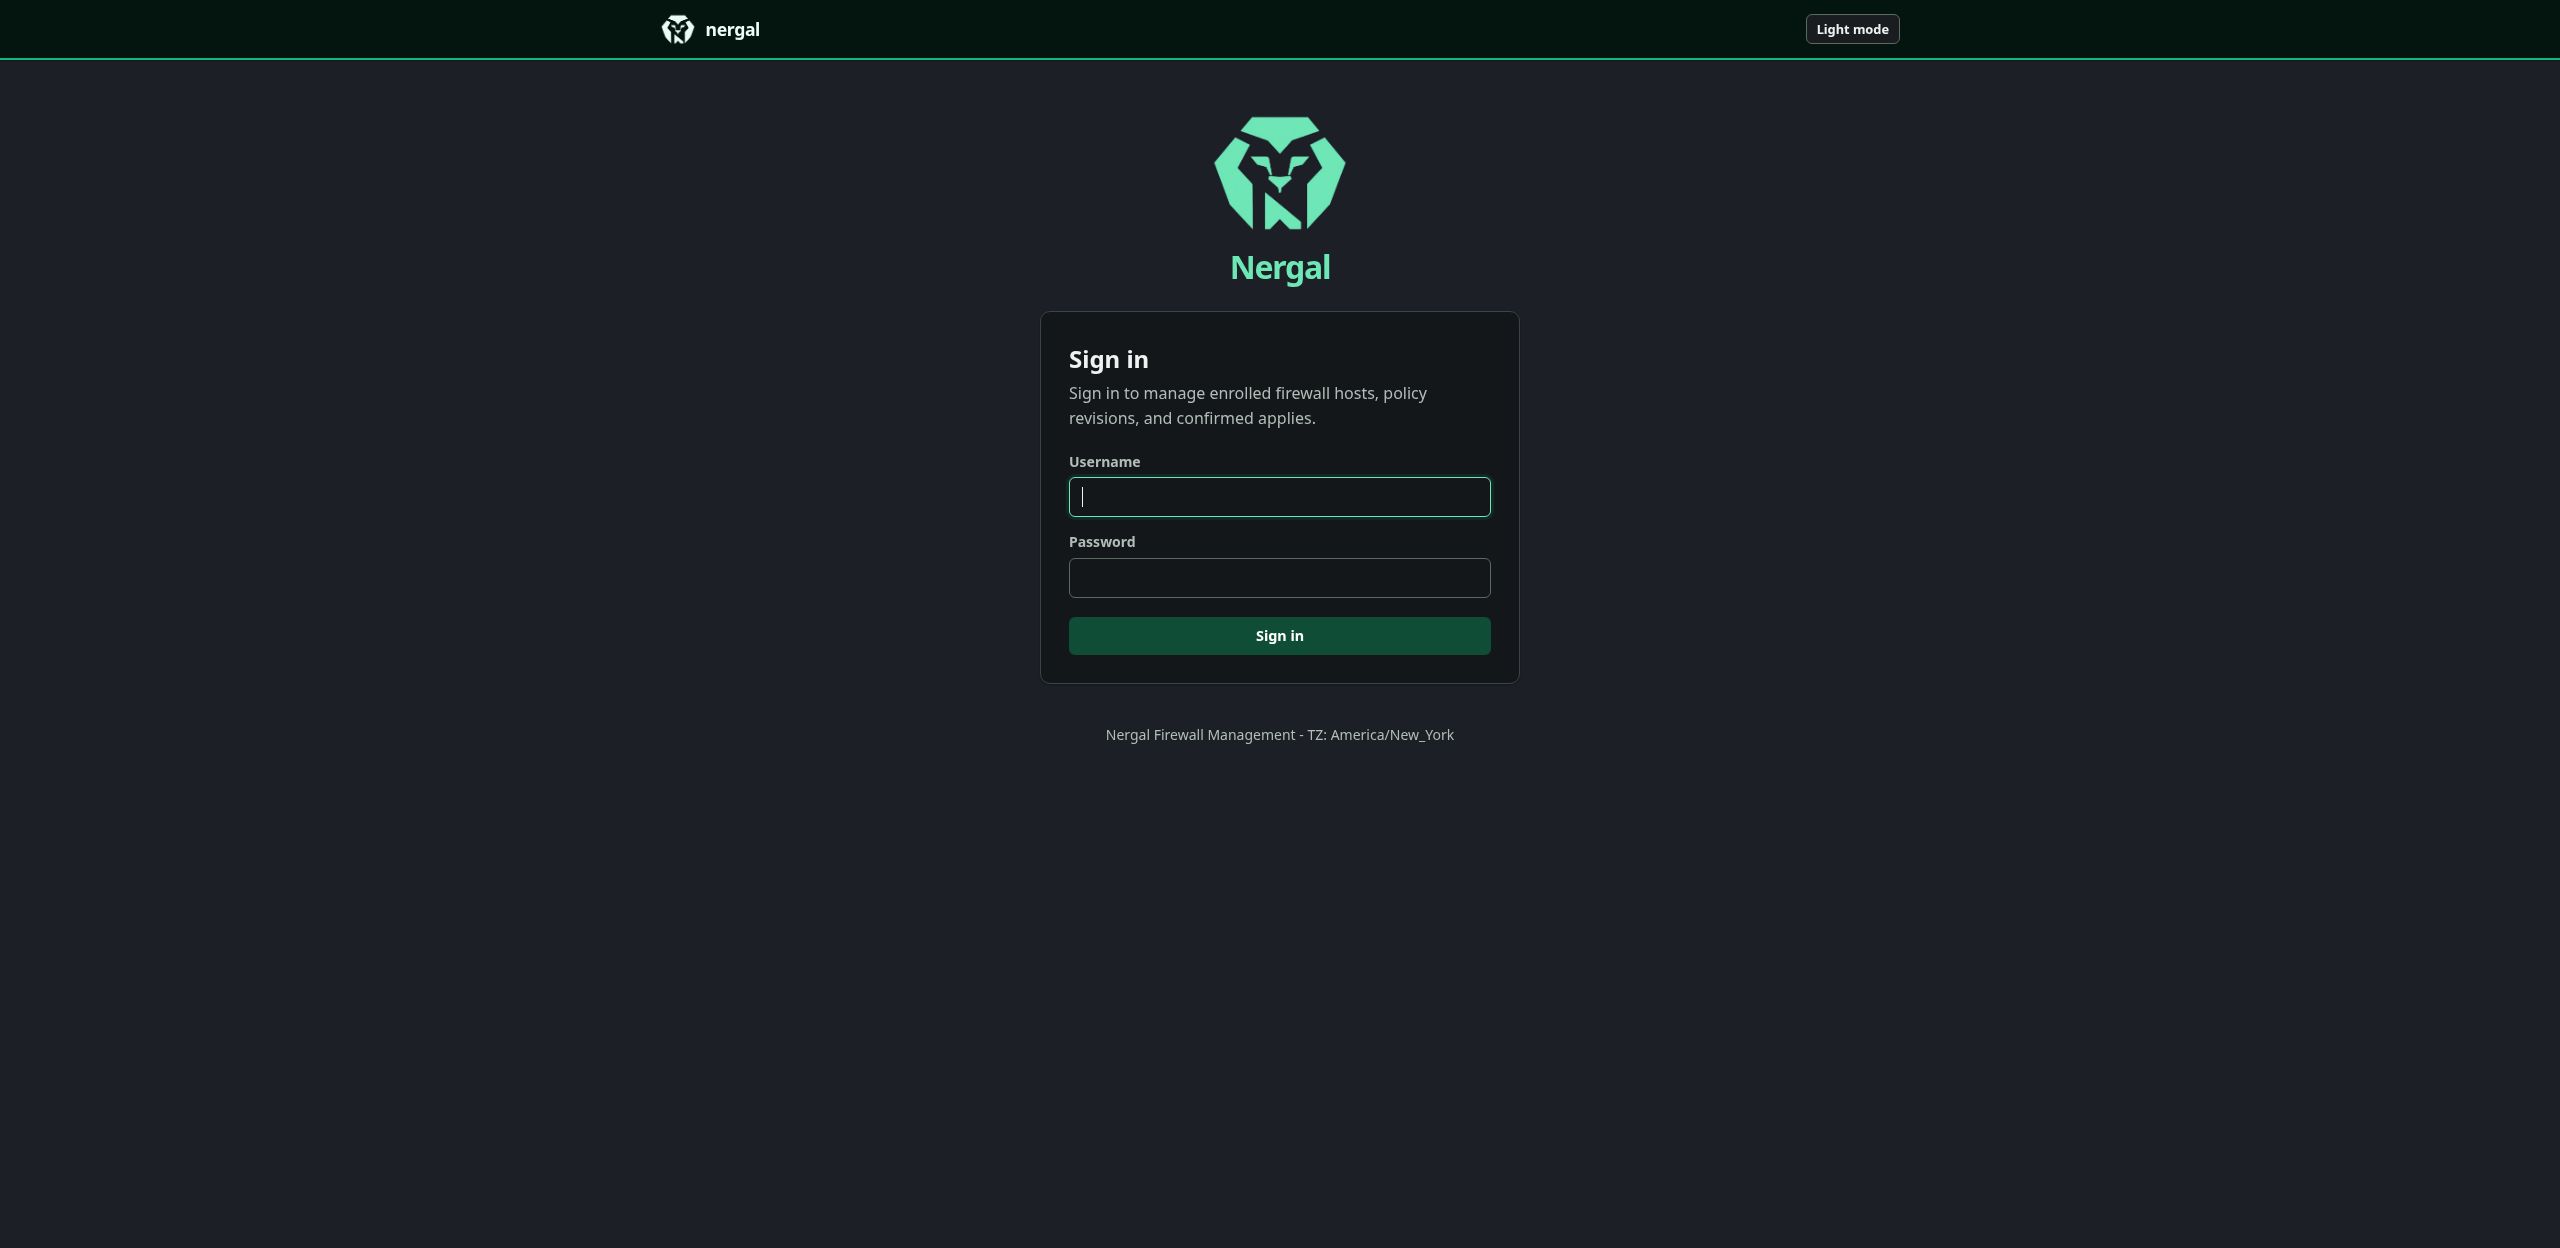 nergal
Light mode
Nergal
Sign in
Sign in to manage enrolled firewall hosts, policy
revisions, and confirmed applies.
Username
Password
Sign in
Nergal Firewall Management - TZ: America/New_York